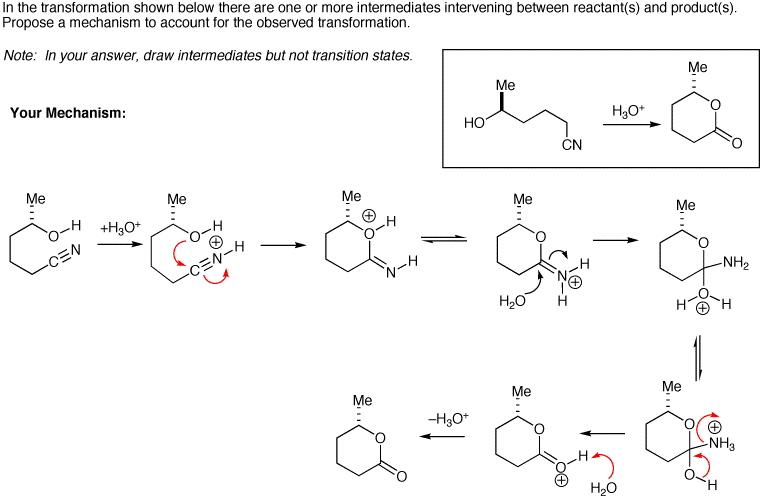 In the transformation shown below there are one or more intermediates intervening between reactant(s) and product(s).
Propose a mechanism to account for the observed transformation.
Note: In your answer, draw intermediates but not transition states.
Your Mechanism:
Me
HO
CN
H₃O⁺
Me
O
O
Me
O H
C N
+H₃O⁺
Me
O H
⊕
C N H
Me
⊕
O H
N H
Me
O
H
N ⊕
H
H₂O
Me
O
NH₂
H O H
⊕
Me
O
O
–H₃O⁺
Me
O
H
O
⊕
H₂O
Me
O ⊕
NH₃
O H